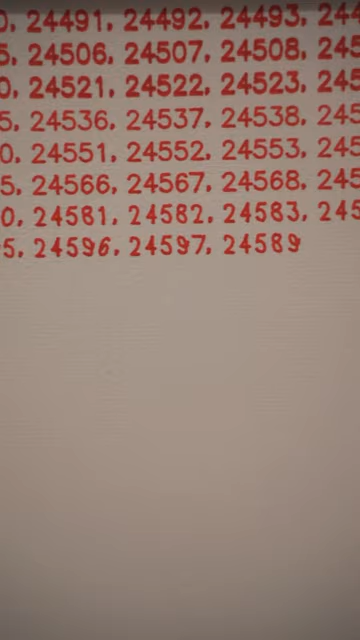 0, 24491, 24492, 24493, 244
5, 24506, 24507, 24508, 245
0, 24521, 24522, 24523, 245
5, 24536, 24537, 24538, 245
0, 24551, 24552, 24553, 245
5, 24566, 24567, 24568, 245
0, 24581, 24582, 24583, 245
5, 24596, 24597, 24589